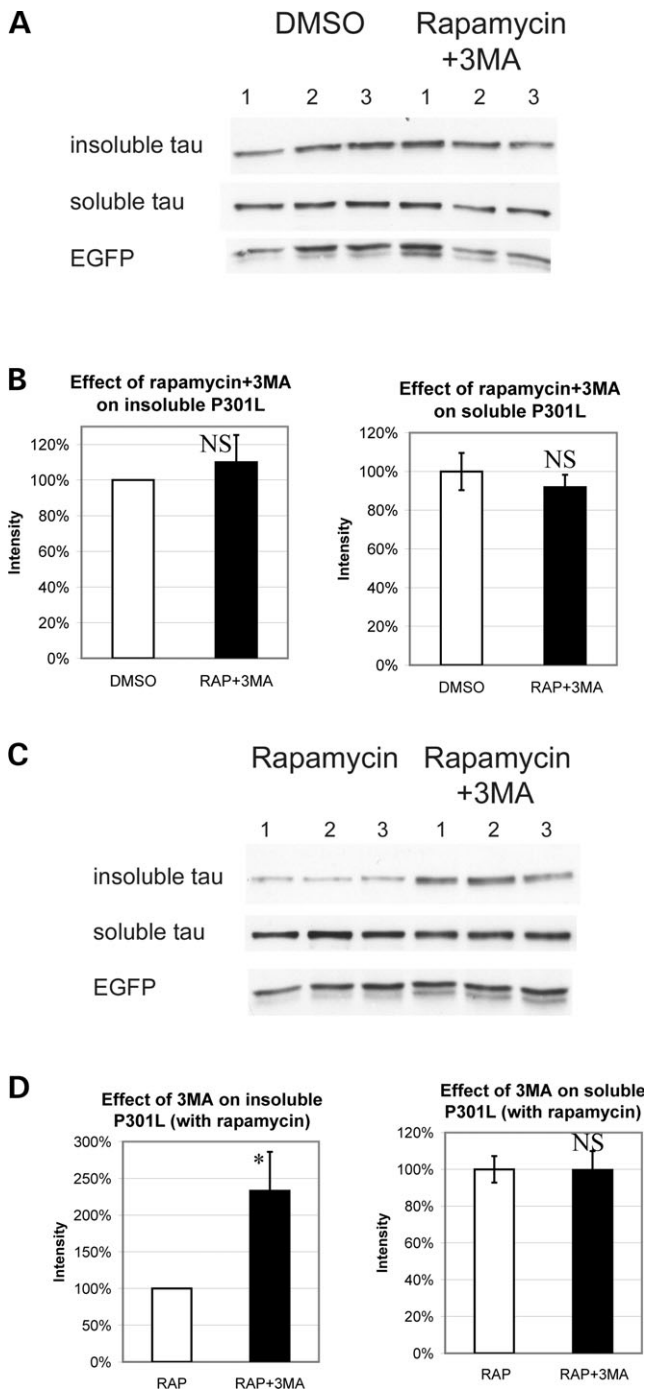 A
DMSO Rapamycin
+3MA
1 2 3 1 2 3
insoluble tau
soluble tau
EGFP
B
Effect of rapamycin+3MA
on insoluble P301L
120%
100%
80%
60%
40%
20%
0%
Intensity
NS
DMSO RAP+3MA
Effect of rapamycin+3MA
on soluble P301L
120%
100%
80%
60%
40%
20%
0%
Intensity
NS
DMSO RAP+3MA
C
Rapamycin Rapamycin
+3MA
1 2 3 1 2 3
insoluble tau
soluble tau
EGFP
D
Effect of 3MA on insoluble
P301L (with rapamycin)
300%
250%
200%
150%
100%
50%
0%
Intensity
*
RAP RAP+3MA
Effect of 3MA on soluble
P301L (with rapamycin)
120%
100%
80%
60%
40%
20%
0%
Intensity
NS
RAP RAP+3MA